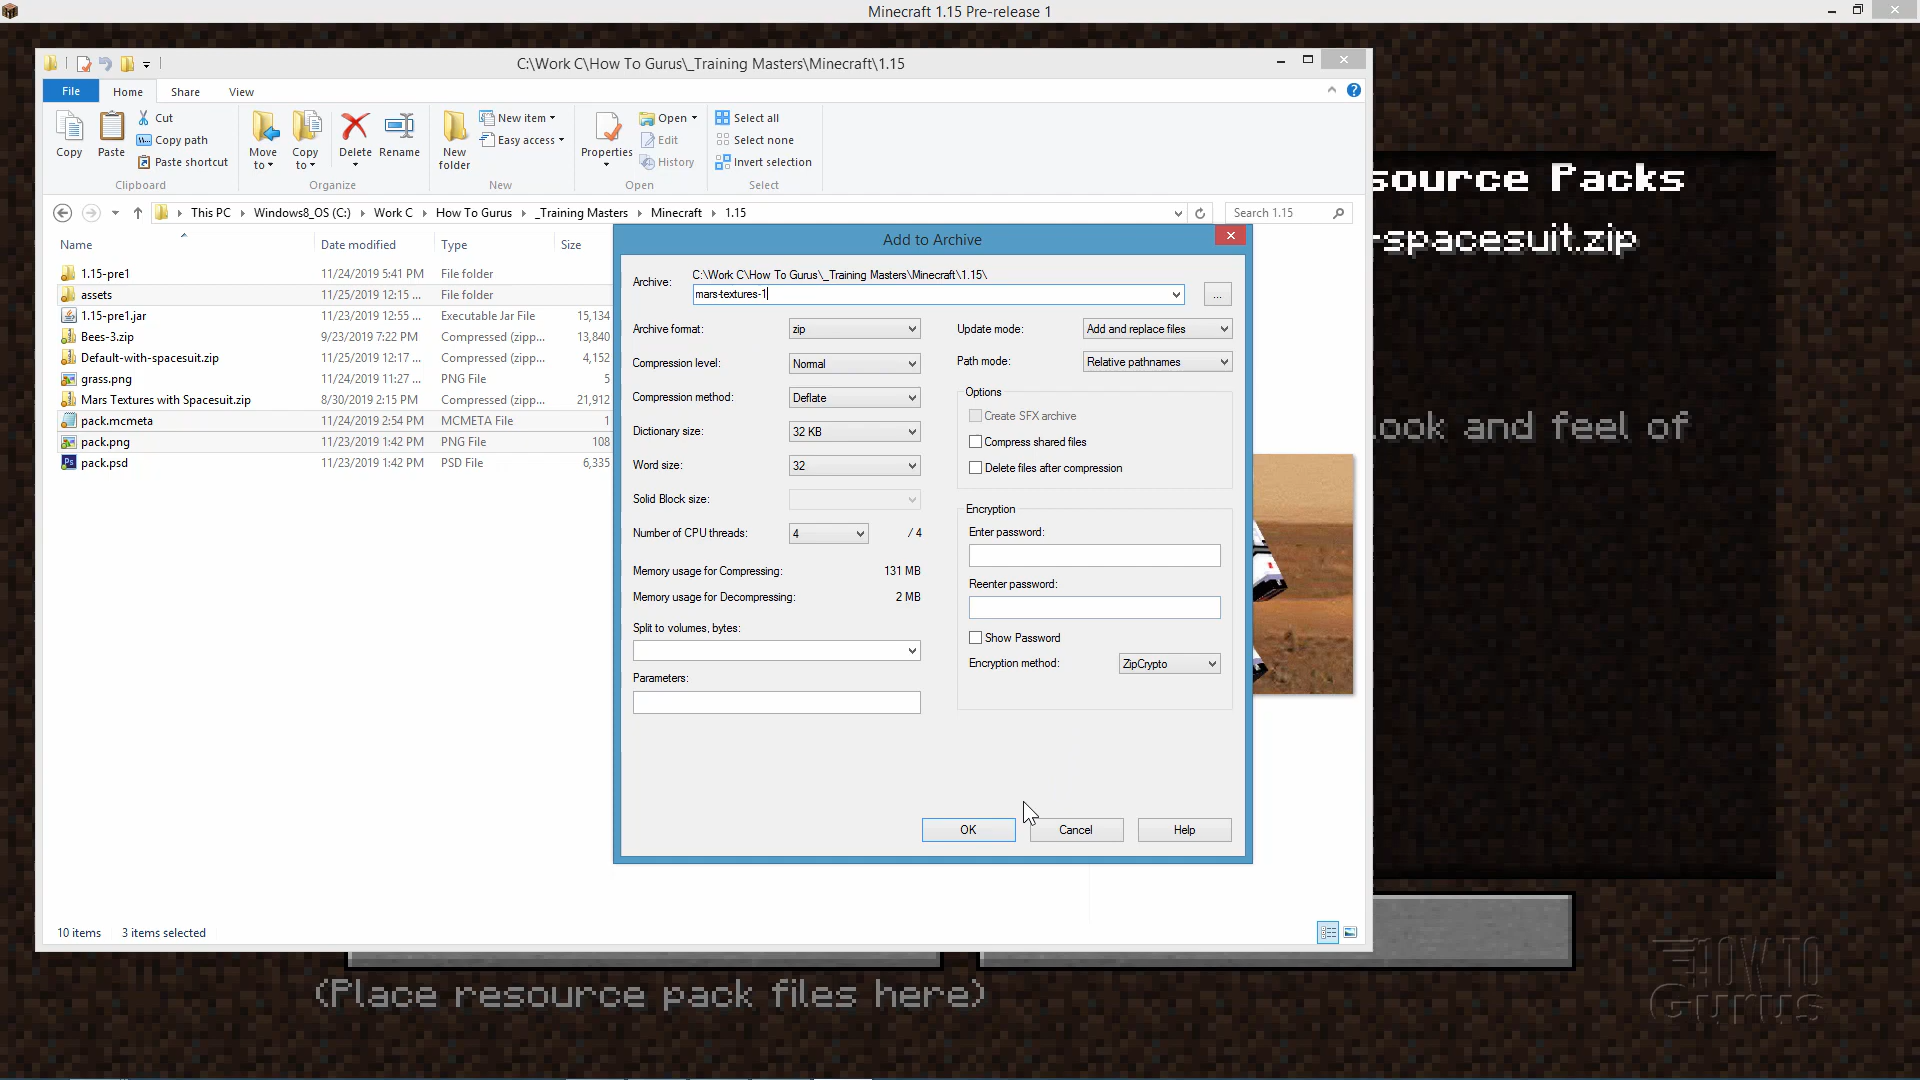 Minecraft 1.15 Pre-release 1
C:\Work C\How To Gurus\_Training Masters\Minecraft\1.15
File Home Share View
Copy
Paste
Cut
Copy path
Paste shortcut
Clipboard
Move to
Copy to
Delete
Rename
Organize
New folder
New item
Easy access
New
Properties
Open
Edit
History
Open
Select all
Select none
Invert selection
Select
This PC Windows8_OS (C:) Work C How To Gurus _Training Masters Minecraft 1.15
Search 1.15
Name Date modified Type Size
1.15-pre1 11/24/2019 5:41 PM File folder
assets 11/25/2019 12:15 ... File folder
1.15-pre1.jar 11/23/2019 12:55 ... Executable Jar File 15,134
Bees-3.zip 9/23/2019 7:22 PM Compressed (zipp... 13,840
Default-with-spacesuit.zip 11/25/2019 12:17 ... Compressed (zipp... 4,152
grass.png 11/24/2019 11:27 ... PNG File 5
Mars Textures with Spacesuit.zip 8/30/2019 2:15 PM Compressed (zipp... 21,912
pack.mcmeta 11/24/2019 2:54 PM MCMETA File 1
pack.png 11/23/2019 1:42 PM PNG File 108
pack.psd 11/23/2019 1:42 PM PSD File 6,335
10 items 3 items selected
Add to Archive
Archive: C:\Work C\How To Gurus\_Training Masters\Minecraft\1.15\
mars-textures-1
...
Archive format: zip
Compression level: Normal
Compression method: Deflate
Dictionary size: 32 KB
Word size: 32
Solid Block size:
Number of CPU threads: 4 / 4
Memory usage for Compressing: 131 MB
Memory usage for Decompressing: 2 MB
Split to volumes, bytes:
Parameters:
Update mode: Add and replace files
Path mode: Relative pathnames
Options
Create SFX archive
Compress shared files
Delete files after compression
Encryption
Enter password:
Reenter password:
Show Password
Encryption method: ZipCrypto
OK Cancel Help
source Packs
-spacesuit.zip
look and feel of
(Place resource pack files here)
HOW TO
GURUS